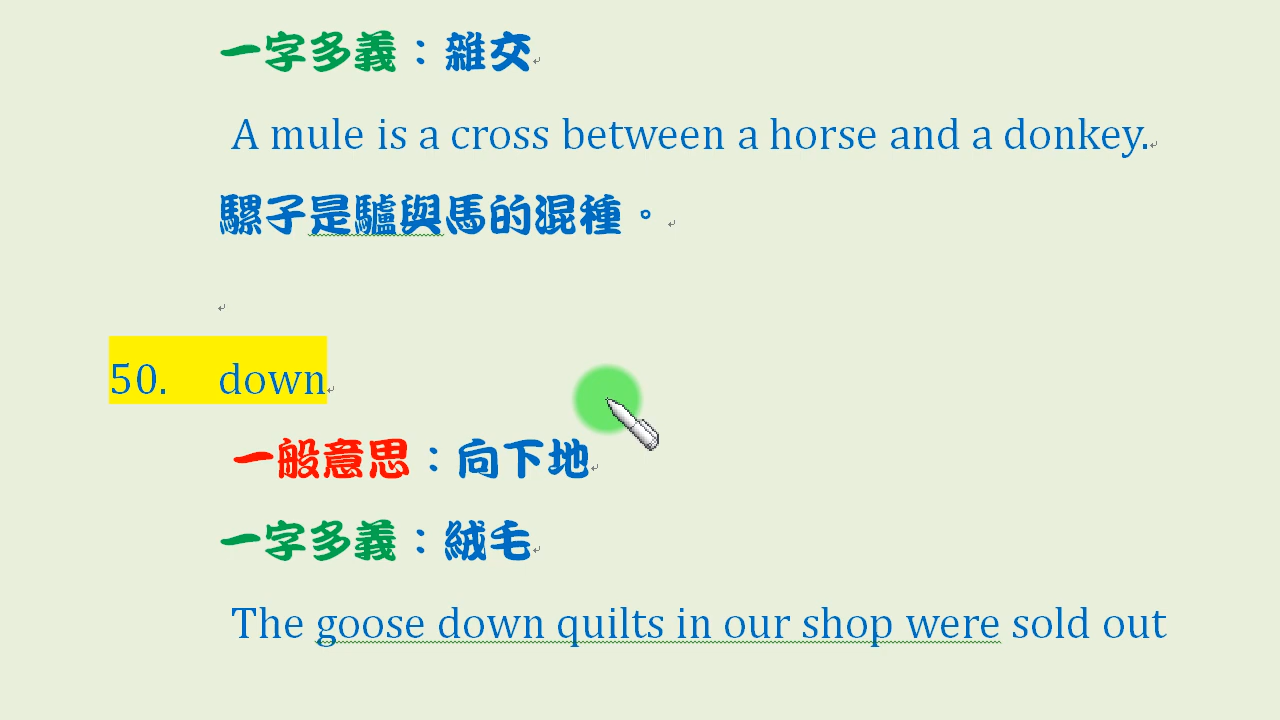 一字多義：雜交
A mule is a cross between a horse and a donkey.
騾子是驢與馬的混種。
50. down
一般意思：向下地
一字多義：絨毛
The goose down quilts in our shop were sold out